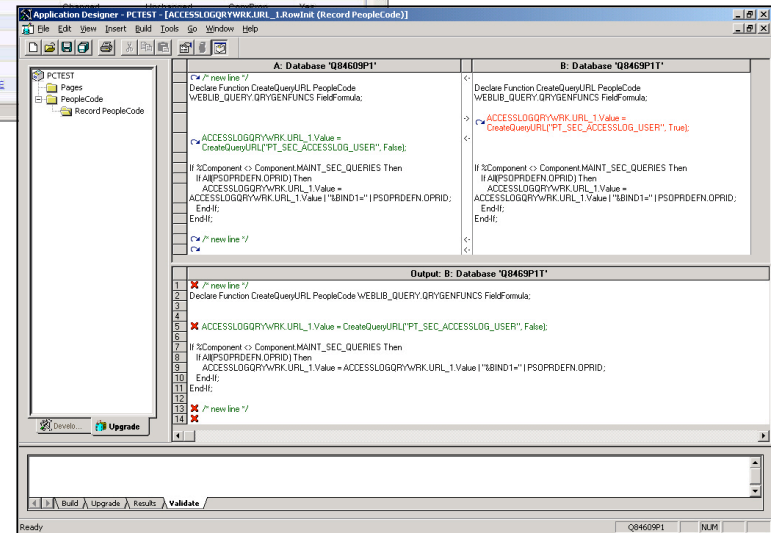 Application Designer - PCTEST - [ACCESSLOGQRYWRK.URL_1.RowInit (Record PeopleCode)]
File Edit View Insert Build Tools Go Window Help
PCTEST
Pages
PeopleCode
Record PeopleCode
Develo...
Upgrade
A: Database 'Q84609P1'
/* new line */
Declare Function CreateQueryURL PeopleCode
WEBLIB_QUERY.QRYGENFUNCS FieldFormula;
ACCESSLOGQRYWRK.URL_1.Value =
CreateQueryURL("PT_SEC_ACCESSLOG_USER", False);
If %Component <> Component.MAINT_SEC_QUERIES Then
If All(PSOPRDEFN.OPRID) Then
ACCESSLOGQRYWRK.URL_1.Value =
ACCESSLOGQRYWRK.URL_1.Value | "&BIND1=" | PSOPRDEFN.OPRID;
End-If;
End-If;
/* new line */
<-
->
<-
<-
<-
B: Database 'Q8469P1T'
Declare Function CreateQueryURL PeopleCode
WEBLIB_QUERY.QRYGENFUNCS FieldFormula;
ACCESSLOGQRYWRK.URL_1.Value =
CreateQueryURL("PT_SEC_ACCESSLOG_USER", True);
If %Component <> Component.MAINT_SEC_QUERIES Then
If All(PSOPRDEFN.OPRID) Then
ACCESSLOGQRYWRK.URL_1.Value =
ACCESSLOGQRYWRK.URL_1.Value | "&BIND1=" | PSOPRDEFN.OPRID;
End-If;
End-If;
Output: B: Database 'Q8469P1T'
1 /* new line */
2 Declare Function CreateQueryURL PeopleCode WEBLIB_QUERY.QRYGENFUNCS FieldFormula;
3
4
5 ACCESSLOGQRYWRK.URL_1.Value = CreateQueryURL("PT_SEC_ACCESSLOG_USER", False);
6
7 If %Component <> Component.MAINT_SEC_QUERIES Then
8 If All(PSOPRDEFN.OPRID) Then
9 ACCESSLOGQRYWRK.URL_1.Value = ACCESSLOGQRYWRK.URL_1.Value | "&BIND1=" | PSOPRDEFN.OPRID;
10 End-If;
11 End-If;
12
13 /* new line */
14
Build Upgrade Results Validate
Ready
Q84609P1 NUM